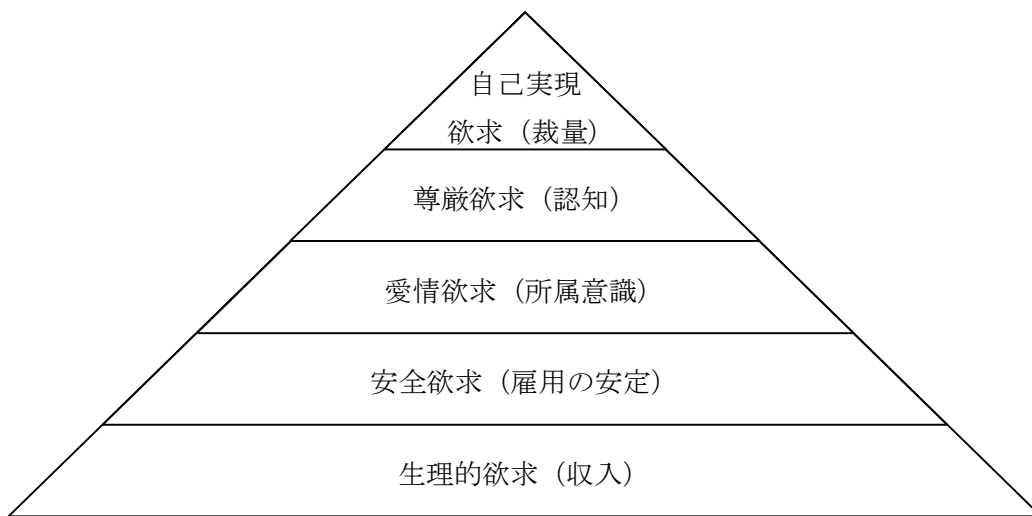 自己実現
欲求（裁量）
尊厳欲求（認知）
愛情欲求（所属意識）
安全欲求（雇用の安定）
生理的欲求（収入）